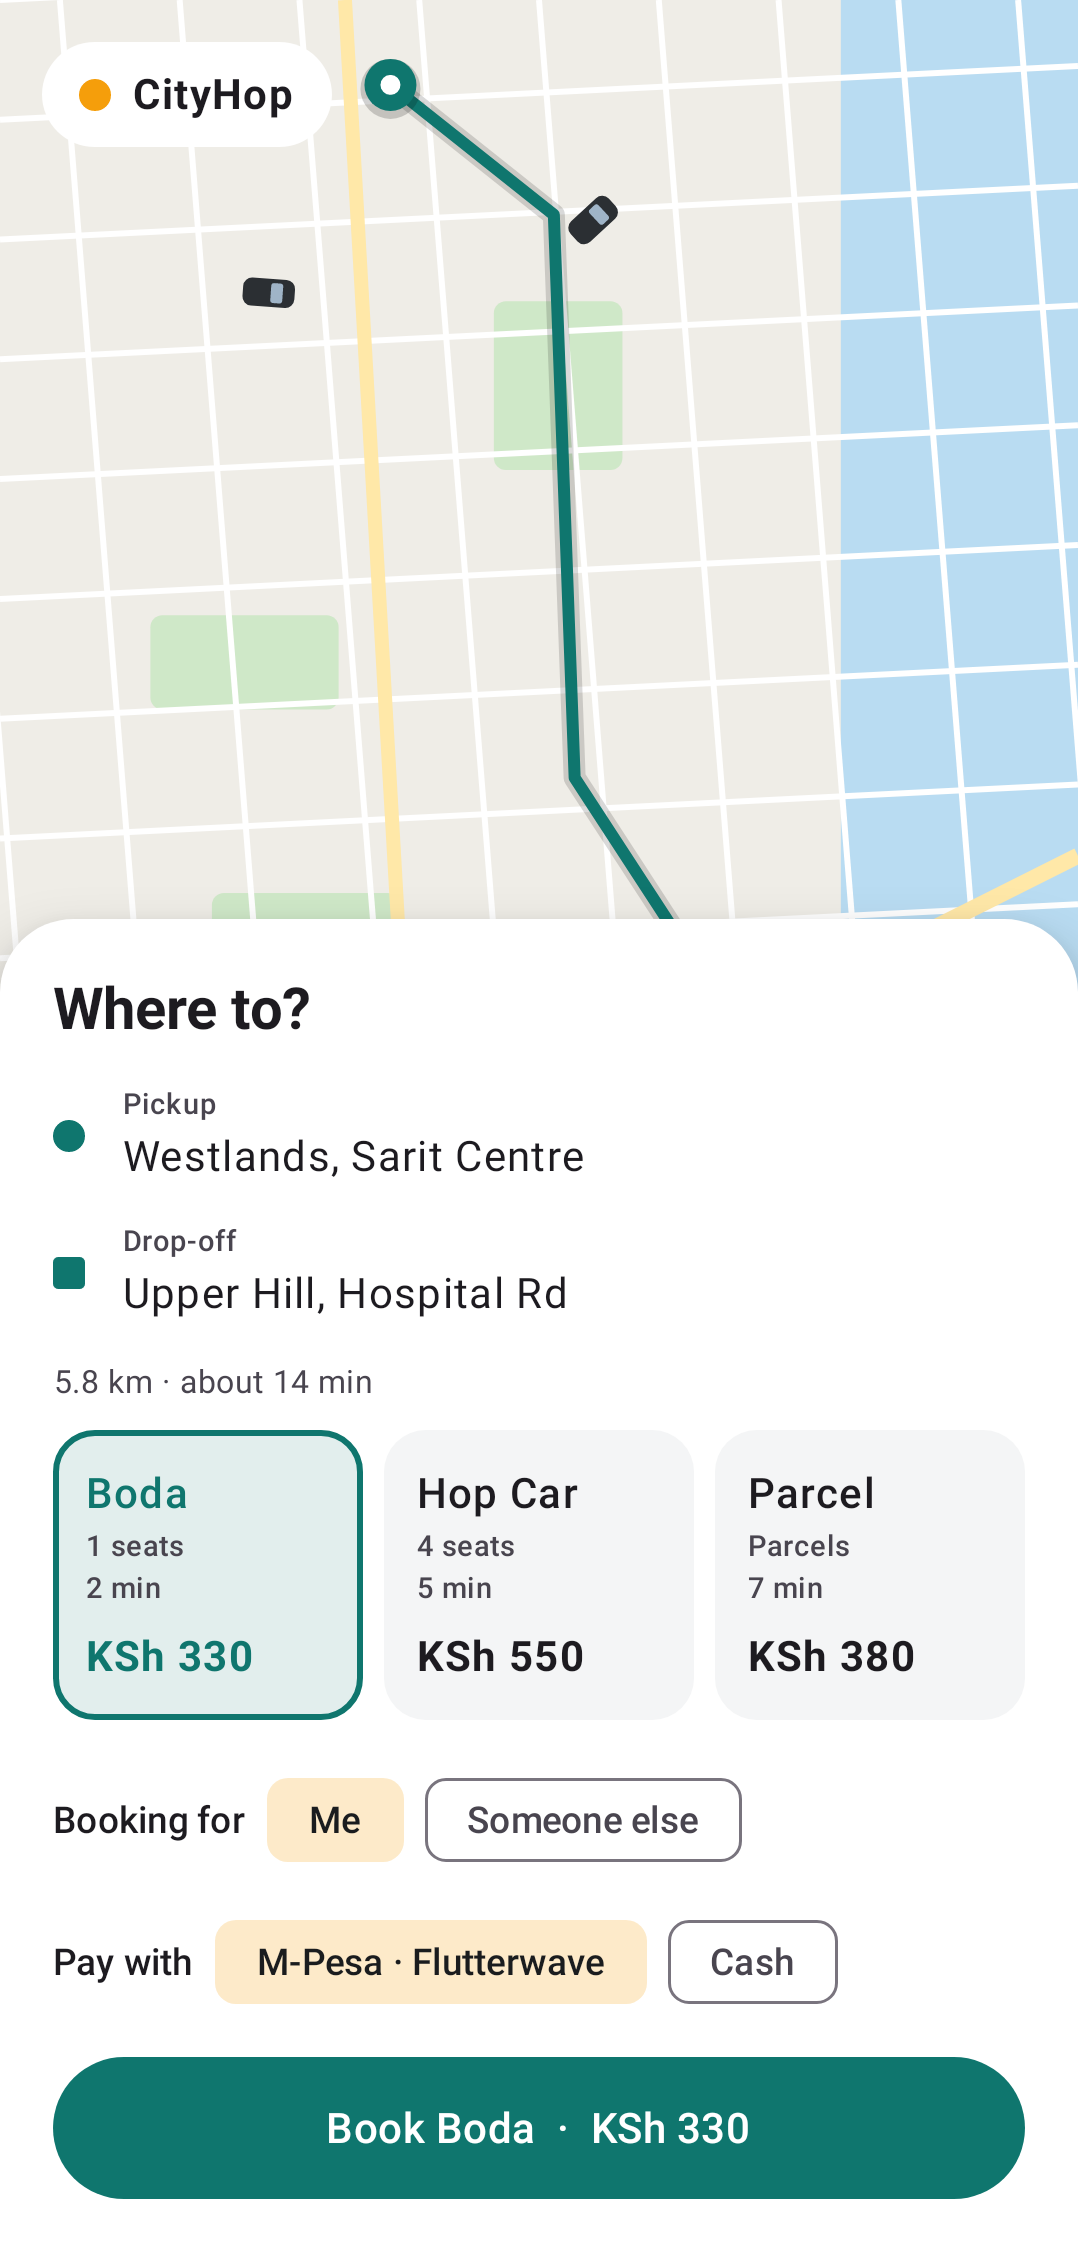 CityHop
Where to?
Pickup
Westlands, Sarit Centre
Drop-off
Upper Hill, Hospital Rd
5.8 km · about 14 min
Boda
1 seats
2 min
KSh 330
Hop Car
4 seats
5 min
KSh 550
Parcel
Parcels
7 min
KSh 380
Booking for Me Someone else
Pay with M-Pesa · Flutterwave Cash
Book Boda · KSh 330